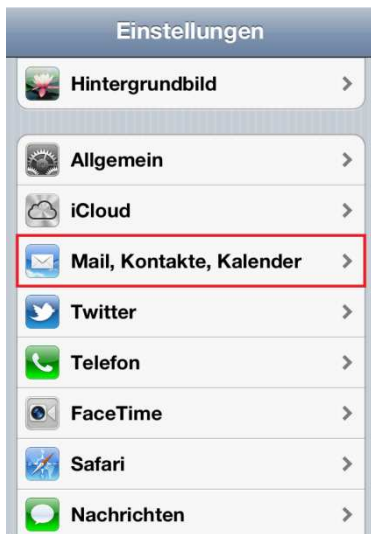 Einstellungen
Hintergrundbild
Allgemein
iCloud
Mail, Kontakte, Kalender
Twitter
Telefon
FaceTime
Safari
Nachrichten